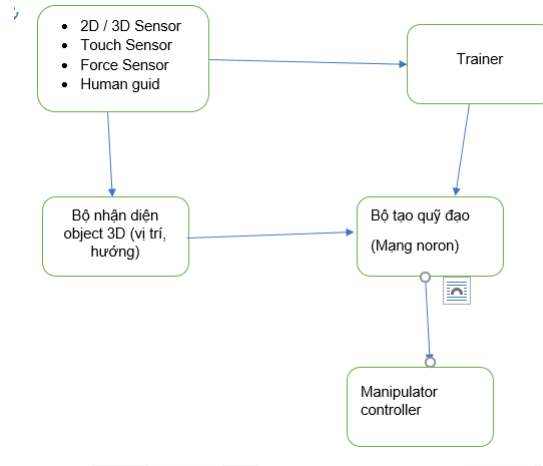 2D / 3D Sensor
Touch Sensor
Force Sensor
Human guid
Trainer
Bộ nhận diện
object 3D (vị trí,
hướng)
Bộ tạo quỹ đạo
(Mạng noron)
Manipulator
controller